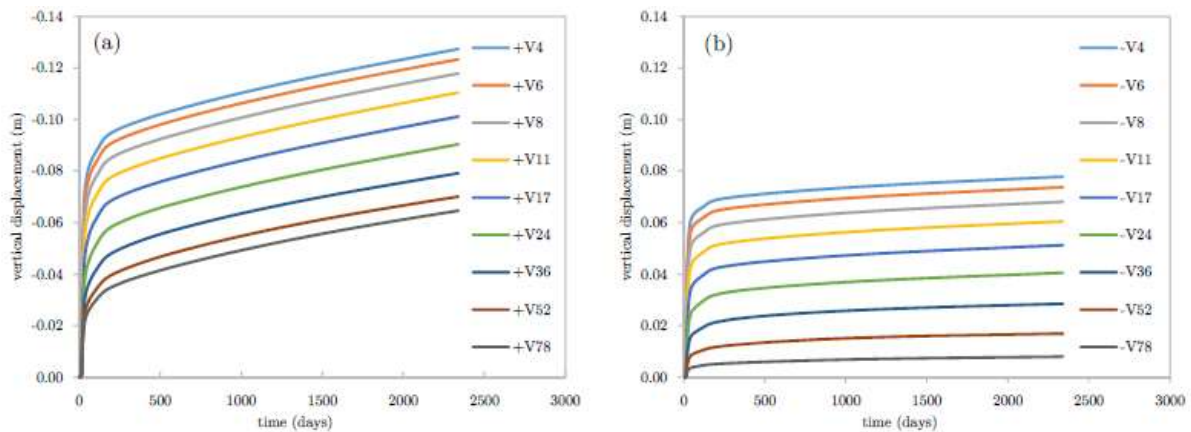 (a)
vertical displacement (m)
-0.14
-0.12
-0.10
-0.08
-0.06
-0.04
-0.02
0.00
0
500
1000
1500
2000
2500
3000
time (days)
+V4
+V6
+V8
+V11
+V17
+V24
+V36
+V52
+V78
(b)
vertical displacement (m)
0.14
0.12
0.10
0.08
0.06
0.04
0.02
0.00
0
500
1000
1500
2000
2500
3000
time (days)
-V4
-V6
-V8
-V11
-V17
-V24
-V36
-V52
-V78